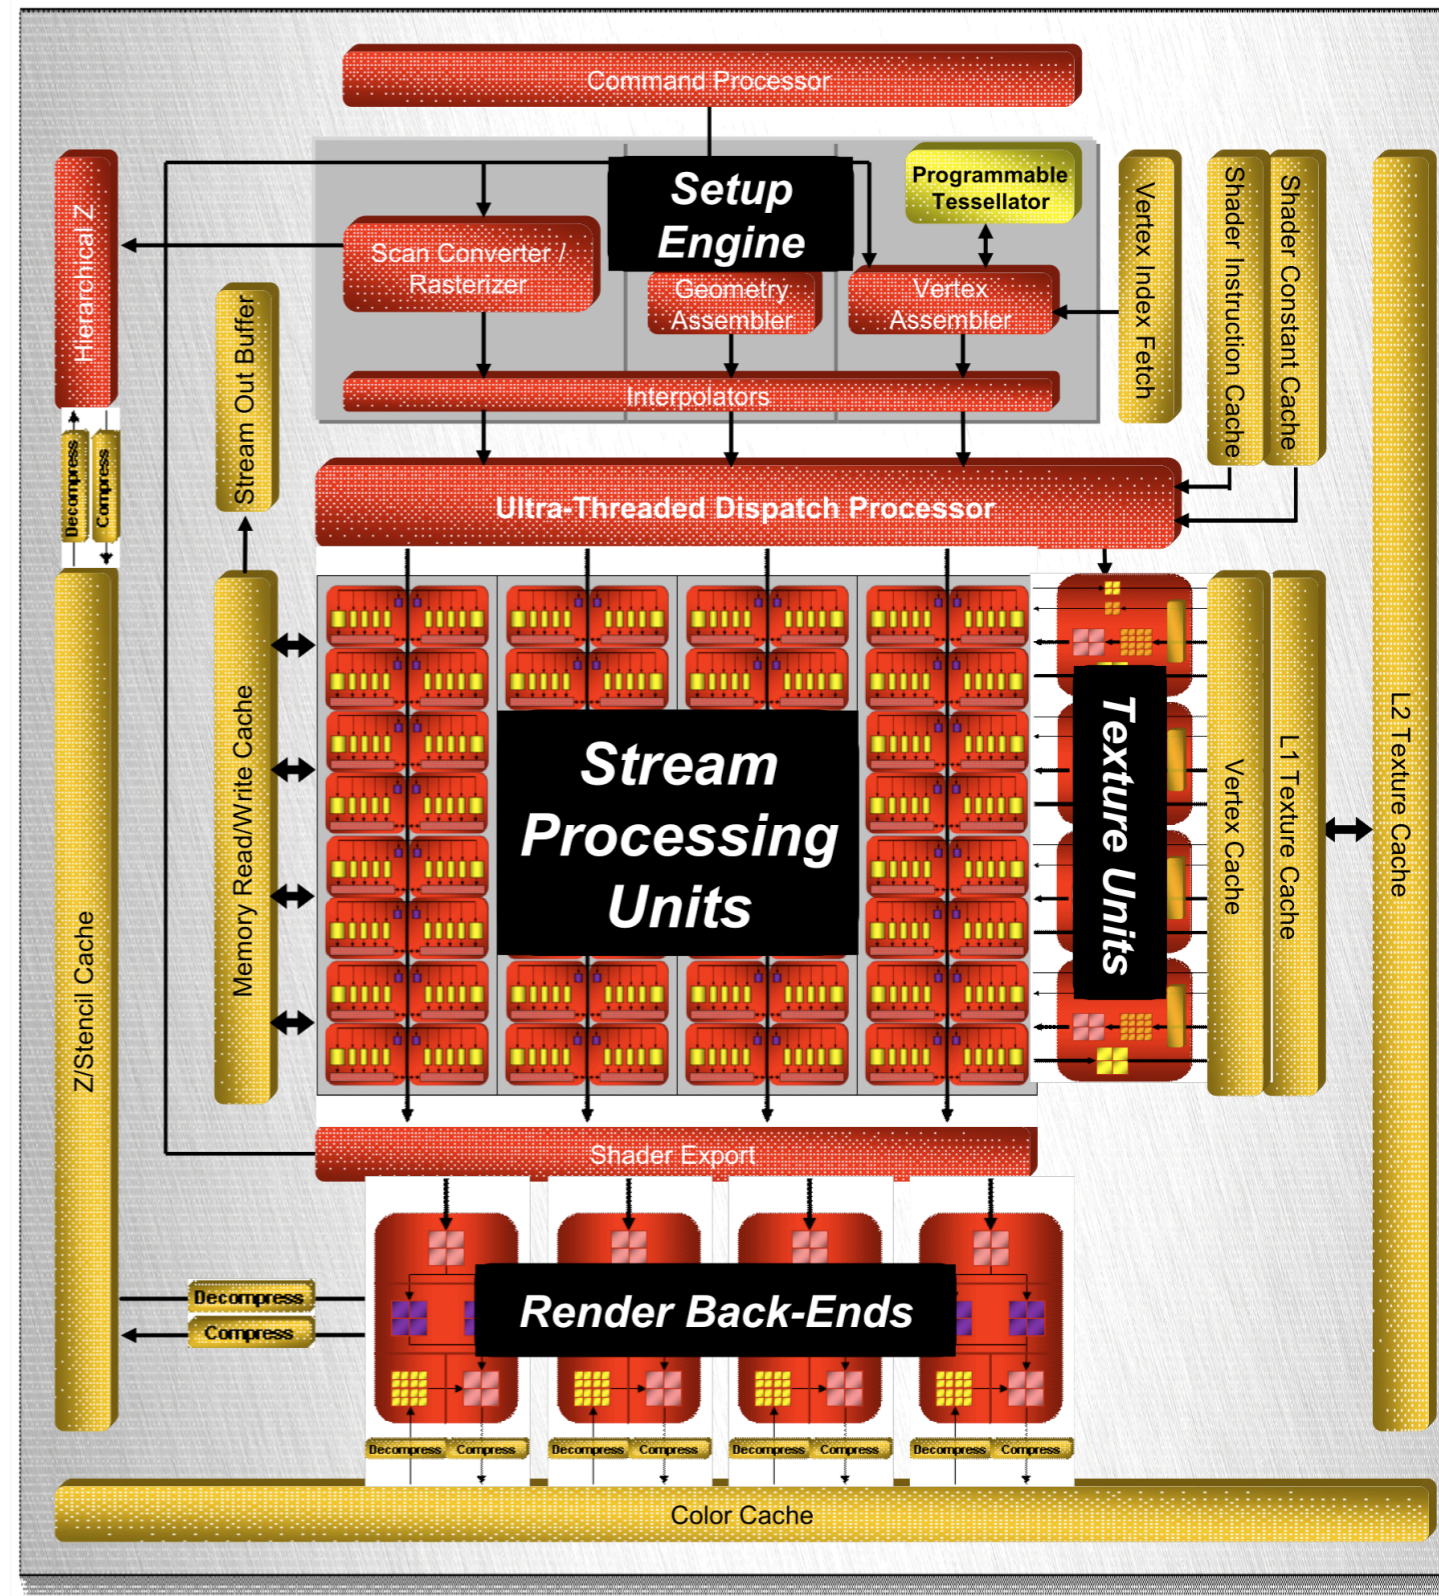 Command Processor
Setup
Engine
Programmable
Tessellator
Scan Converter /
Rasterizer
Geometry
Assembler
Vertex
Assembler
Interpolators
Hierarchical Z
Stream Out Buffer
Vertex Index Fetch
Shader Instruction Cache
Shader Constant Cache
Decompress
Compress
Ultra-Threaded Dispatch Processor
Z/Stencil Cache
Memory Read/Write Cache
Stream
Processing
Units
Texture Units
Vertex Cache
L1 Texture Cache
L2 Texture Cache
Shader Export
Decompress
Compress
Render Back-Ends
Decompress Compress
Decompress Compress
Decompress Compress
Decompress Compress
Color Cache